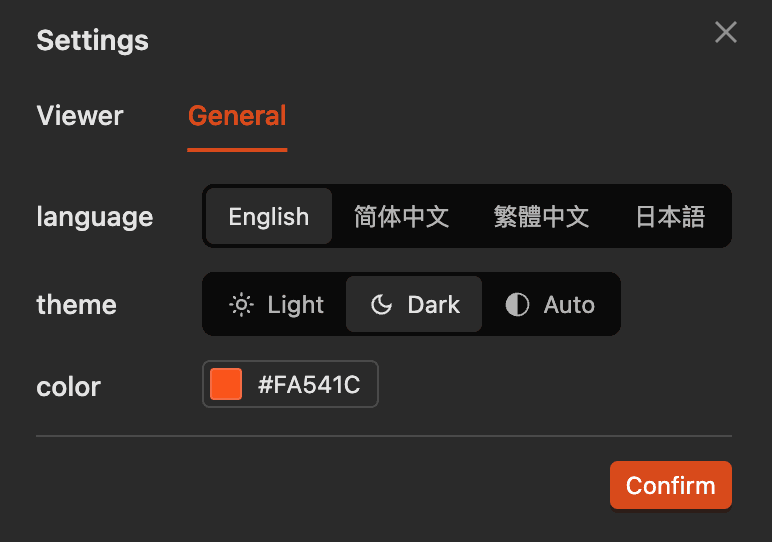 Settings
Viewer General
language English 简体中文 繁體中文 日本語
theme Light Dark Auto
color #FA541C
Confirm